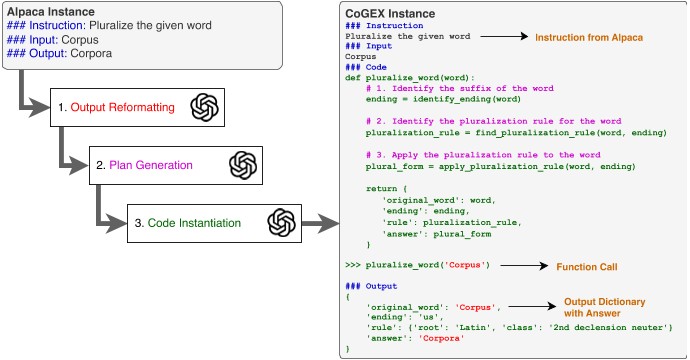 Alpaca Instance
### Instruction: Pluralize the given word
### Input: Corpus
### Output: Corpora
1. Output Reformatting
2. Plan Generation
3. Code Instantiation
CoGEX Instance
### Instruction
Pluralize the given word
Instruction from Alpaca
### Input
Corpus
### Code
def pluralize_word(word):
# 1. Identify the suffix of the word
ending = identify_ending(word)
# 2. Identify the pluralization rule for the word
pluralization_rule = find_pluralization_rule(word, ending)
# 3. Apply the pluralization rule to the word
plural_form = apply_pluralization_rule(word, ending)
return {
'original_word': word,
'ending': ending,
'rule': pluralization_rule,
'answer': plural_form
}
>>> pluralize_word('Corpus')
Function Call
### Output
{
'original_word': 'Corpus',
Output Dictionary
with Answer
'ending': 'us',
'rule': {'root': 'Latin', 'class': '2nd declension neuter'}
'answer': 'Corpora'
}